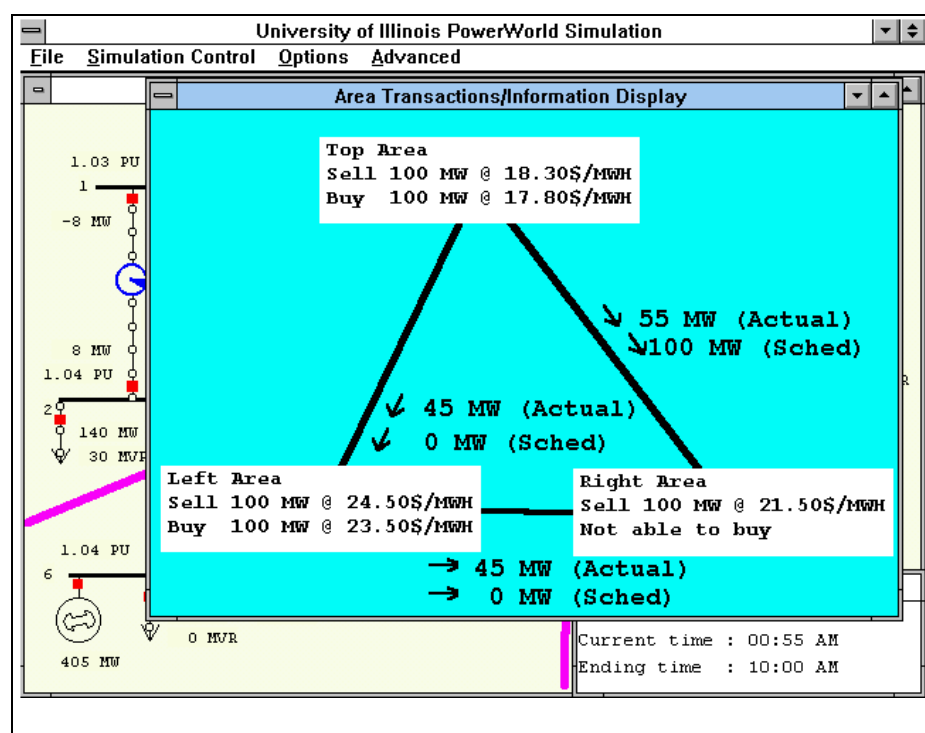 University of Illinois PowerWorld Simulation
File Simulation Control Options Advanced
Area Transactions/Information Display
Top Area
Sell 100 MW @ 18.30$/MWH
Buy 100 MW @ 17.80$/MWH
1.03 PU
1
-8 MW
8 MW
1.04 PU
2
140 MW
30 MVR
55 MW (Actual)
100 MW (Sched)
R
45 MW (Actual)
0 MW (Sched)
Left Area
Sell 100 MW @ 24.50$/MWH
Buy 100 MW @ 23.50$/MWH
Right Area
Sell 100 MW @ 21.50$/MWH
Not able to buy
45 MW (Actual)
0 MW (Sched)
1.04 PU
6
405 MW
0 MVR
Current time : 00:55 AM
Ending time : 10:00 AM